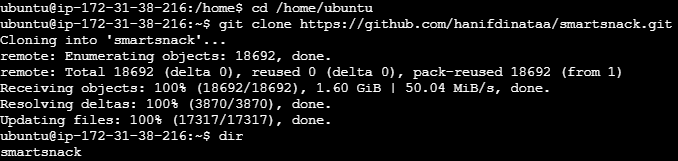 ubuntu@ip-172-31-38-216:/home$ cd /home/ubuntu
ubuntu@ip-172-31-38-216:~$ git clone https://github.com/hanifdinataa/smartsnack.git
Cloning into 'smartsnack'...
remote: Enumerating objects: 18692, done.
remote: Total 18692 (delta 0), reused 0 (delta 0), pack-reused 18692 (from 1)
Receiving objects: 100% (18692/18692), 1.60 GiB | 50.04 MiB/s, done.
Resolving deltas: 100% (3870/3870), done.
Updating files: 100% (17317/17317), done.
ubuntu@ip-172-31-38-216:~$ dir
smartsnack